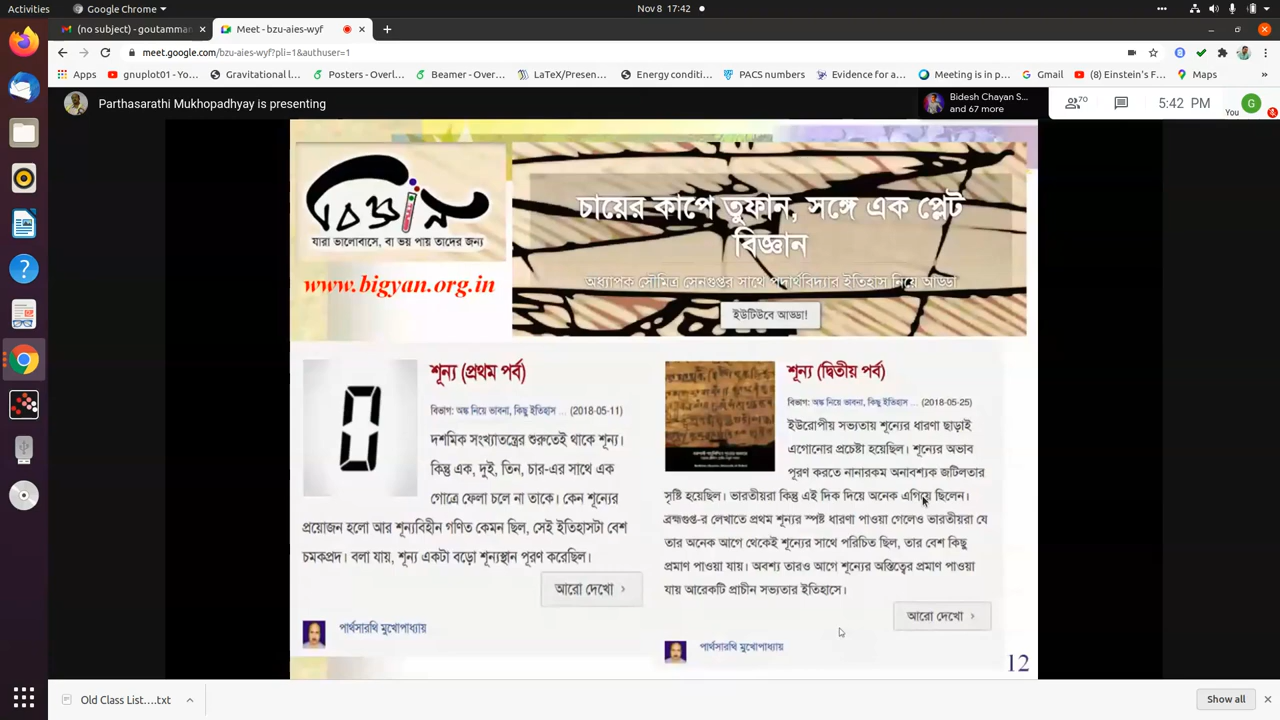 Activities
Google Chrome
Nov 8 17:42
(no subject) - goutamman
Meet - bzu-aies-wyf
meet.google.com/bzu-aies-wyf?pli=1&authuser=1
Apps
gnuplot01 - Yo...
Gravitational l...
Posters - Overl...
Beamer - Over...
LaTeX/Presen...
Energy conditi...
PACS numbers
Evidence for a...
Meeting is in p...
Gmail
(8) Einstein's F...
Maps
Parthasarathi Mukhopadhyay is presenting
Bidesh Chayan S...
and 67 more
70
5:42 PM
You
G
বিজ্ঞান
যারা ভালোবাসে, বা ভয় পায় তাদের জন্য
www.bigyan.org.in
চায়ের কাপে তুফান, সঙ্গে এক প্লেট
বিজ্ঞান
অধ্যাপক সৌমিত্র সেনগুপ্তর সাথে পদার্থবিদ্যার ইতিহাস নিয়ে আড্ডা
ইউটিউবে আড্ডা!
0
শূন্য (প্রথম পর্ব)
বিভাগ: অঙ্ক নিয়ে ভাবনা, কিছু ইতিহাস ... (2018-05-11)
দশমিক সংখ্যাতন্ত্রের শুরুতেই থাকে শূন্য।
কিন্তু এক, দুই, তিন, চার-এর সাথে এক
গোত্রে ফেলা চলে না তাকে। কেন শূন্যের
প্রয়োজন হলো আর শূন্যবিহীন গণিত কেমন ছিল, সেই ইতিহাসটা বেশ
চমকপ্রদ। বলা যায়, শূন্য একটা বড়ো শূন্যস্থান পূরণ করেছিল।
আরো দেখো
পার্থসারথি মুখোপাধ্যায়
শূন্য (দ্বিতীয় পর্ব)
বিভাগ: অঙ্ক নিয়ে ভাবনা, কিছু ইতিহাস ... (2018-05-25)
ইউরোপীয় সভ্যতায় শূন্যের ধারণা ছাড়াই
এগোনোর প্রচেষ্টা হয়েছিল। শূন্যের অভাব
পূরণ করতে নানারকম অনাবশ্যক জটিলতার
সৃষ্টি হয়েছিল। ভারতীয়রা কিন্তু এই দিক দিয়ে অনেক এগিয়ে ছিলেন।
ব্রহ্মগুপ্ত-র লেখাতে প্রথম শূন্যের স্পষ্ট ধারণা পাওয়া গেলেও ভারতীয়রা যে
তার অনেক আগে থেকেই শূন্যের সাথে পরিচিত ছিল, তার বেশ কিছু
প্রমাণ পাওয়া যায়। অবশ্য তারও আগে শূন্যের অস্তিত্বের প্রমাণ পাওয়া
যায় আরেকটি প্রাচীন সভ্যতার ইতিহাসে।
আরো দেখো
পার্থসারথি মুখোপাধ্যায়
12
Old Class List....txt
Show all